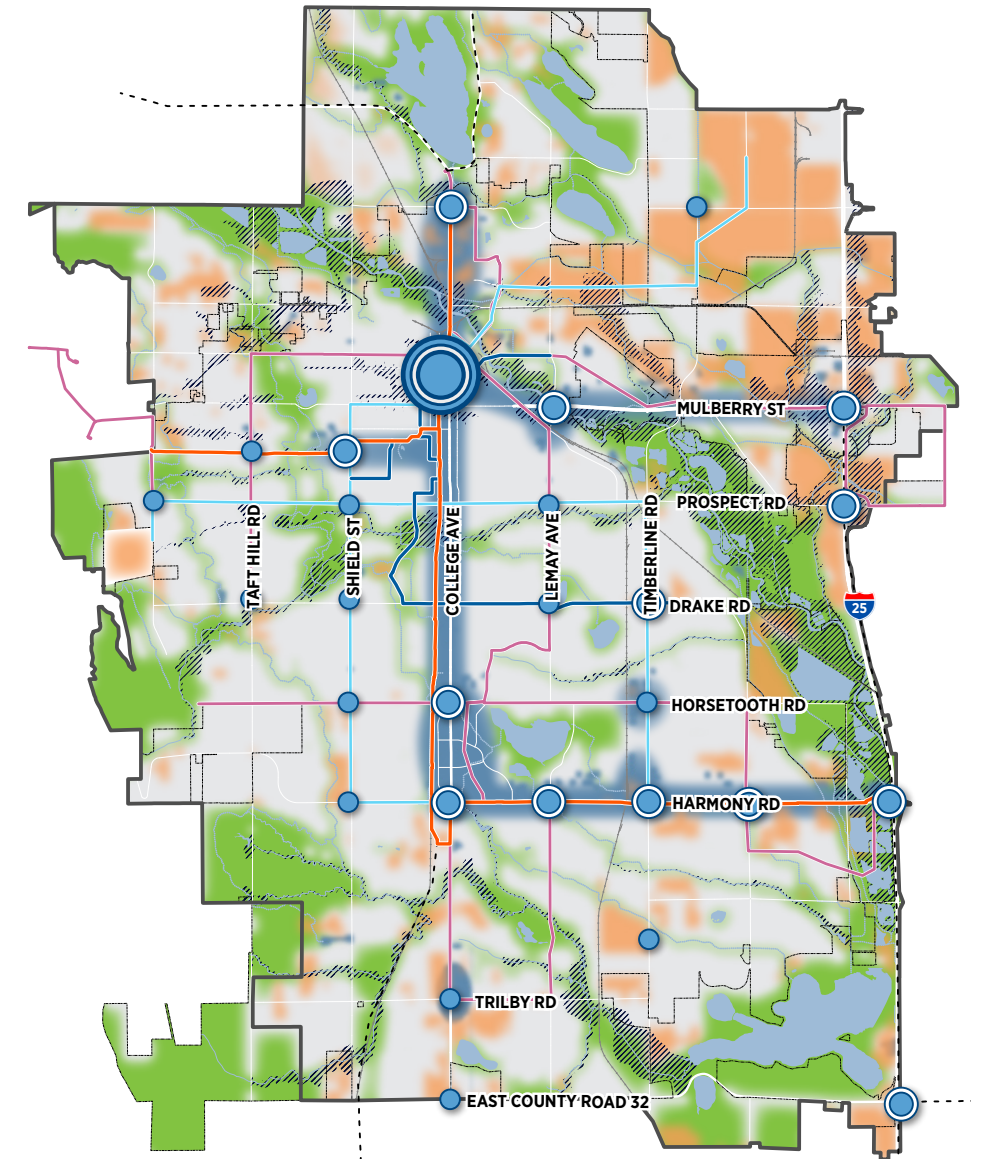 MULBERRY ST
PROSPECT RD
TAFT HILL RD
SHIELD ST
COLLEGE AVE
LEMAY AVE
TIMBERLINE RD
DRAKE RD
25
HORSETOOTH RD
HARMONY RD
TRILBY RD
EAST COUNTY ROAD 32